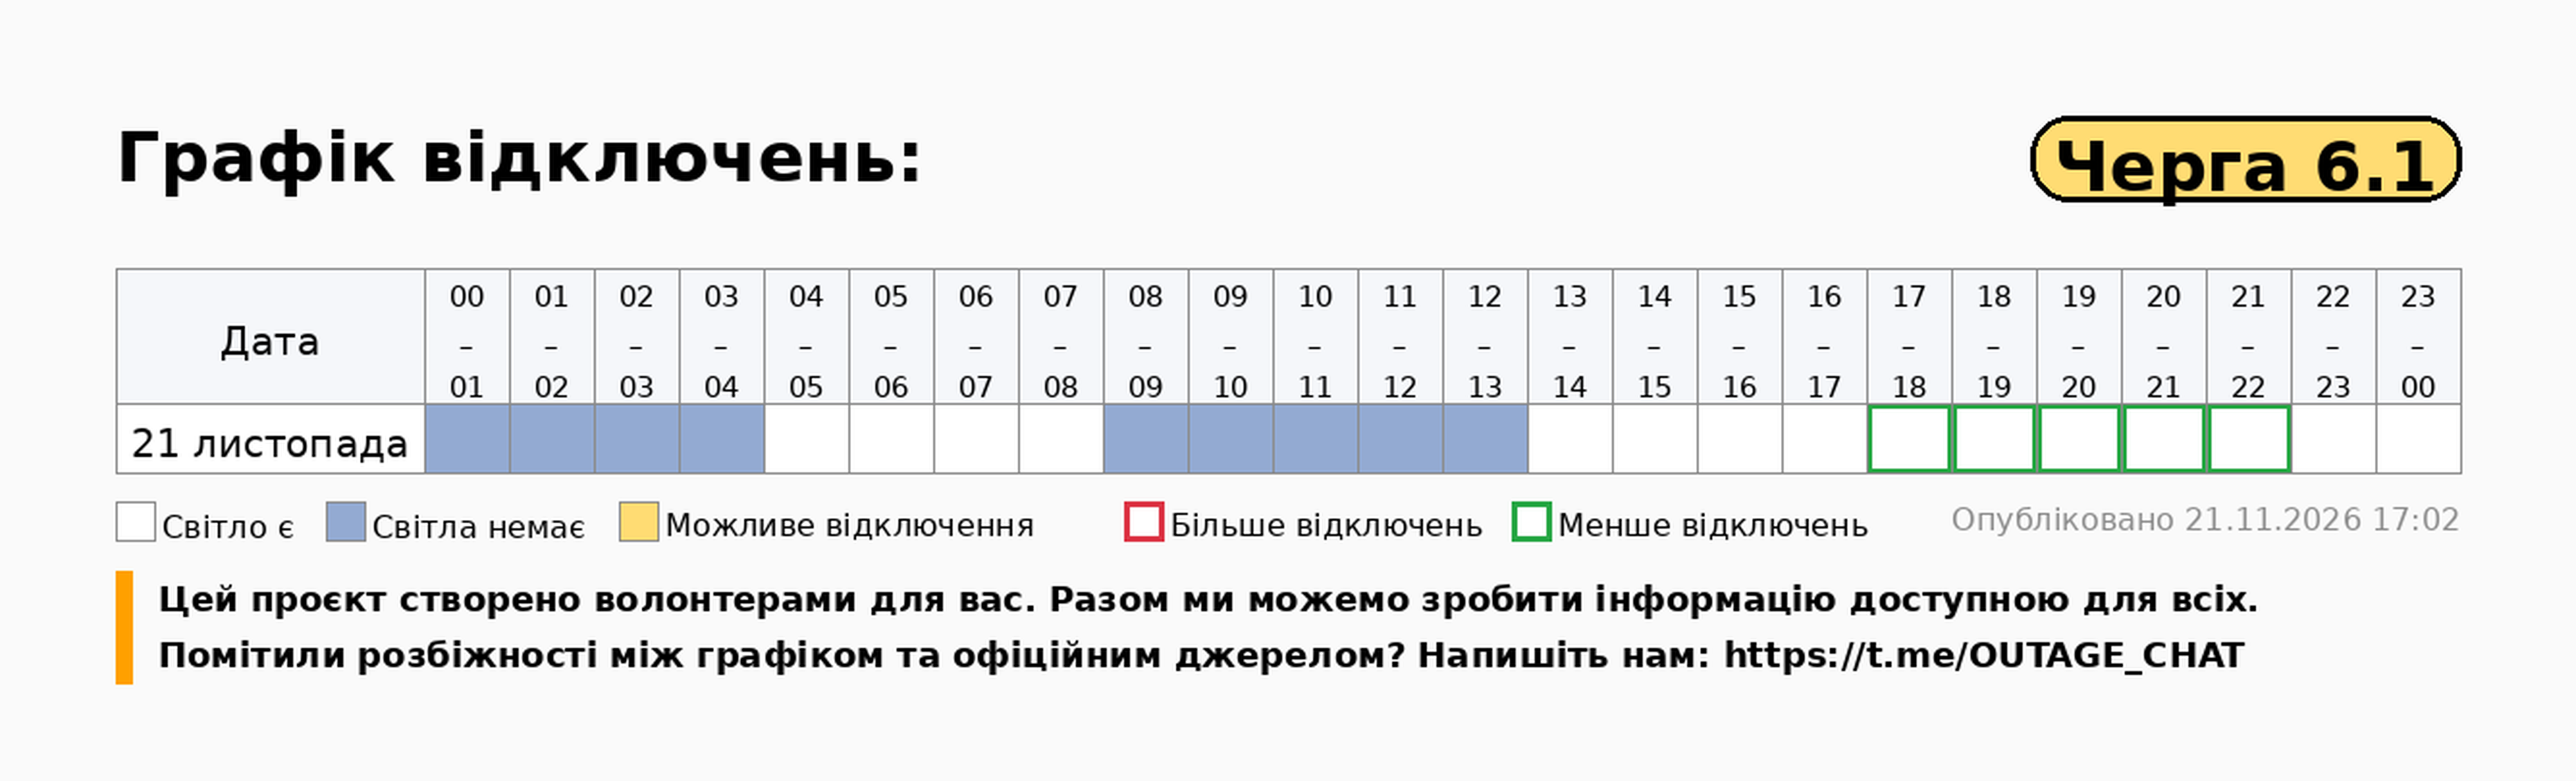 Графік відключень:
Черга 6.1
Дата 00 – 01 01 – 02 02 – 03 03 – 04 04 – 05 05 – 06 06 – 07 07 – 08 08 – 09 09 – 10 10 – 11 11 – 12 12 – 13 13 – 14 14 – 15 15 – 16 16 – 17 17 – 18 18 – 19 19 – 20 20 – 21 21 – 22 22 – 23 23 – 00
21 листопада
Світло є Світла немає Можливе відключення Більше відключень Менше відключень Опубліковано 21.11.2026 17:02
Цей проєкт створено волонтерами для вас. Разом ми можемо зробити інформацію доступною для всіх.
Помітили розбіжності між графіком та офіційним джерелом? Напишіть нам: https://t.me/OUTAGE_CHAT